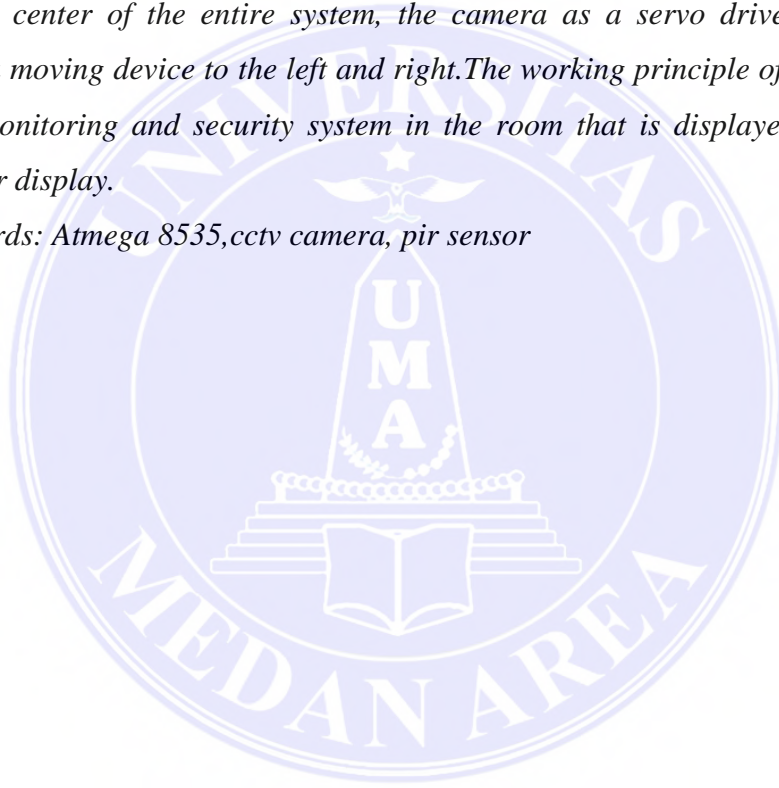 center of the entire system, the camera as a servo drive
moving device to the left and right.The working principle of
onitoring and security system in the room that is displaye
r display.
rds: Atmega 8535,cctv camera, pir sensor
UNIVERSITAS
UMA
MEDAN AREA